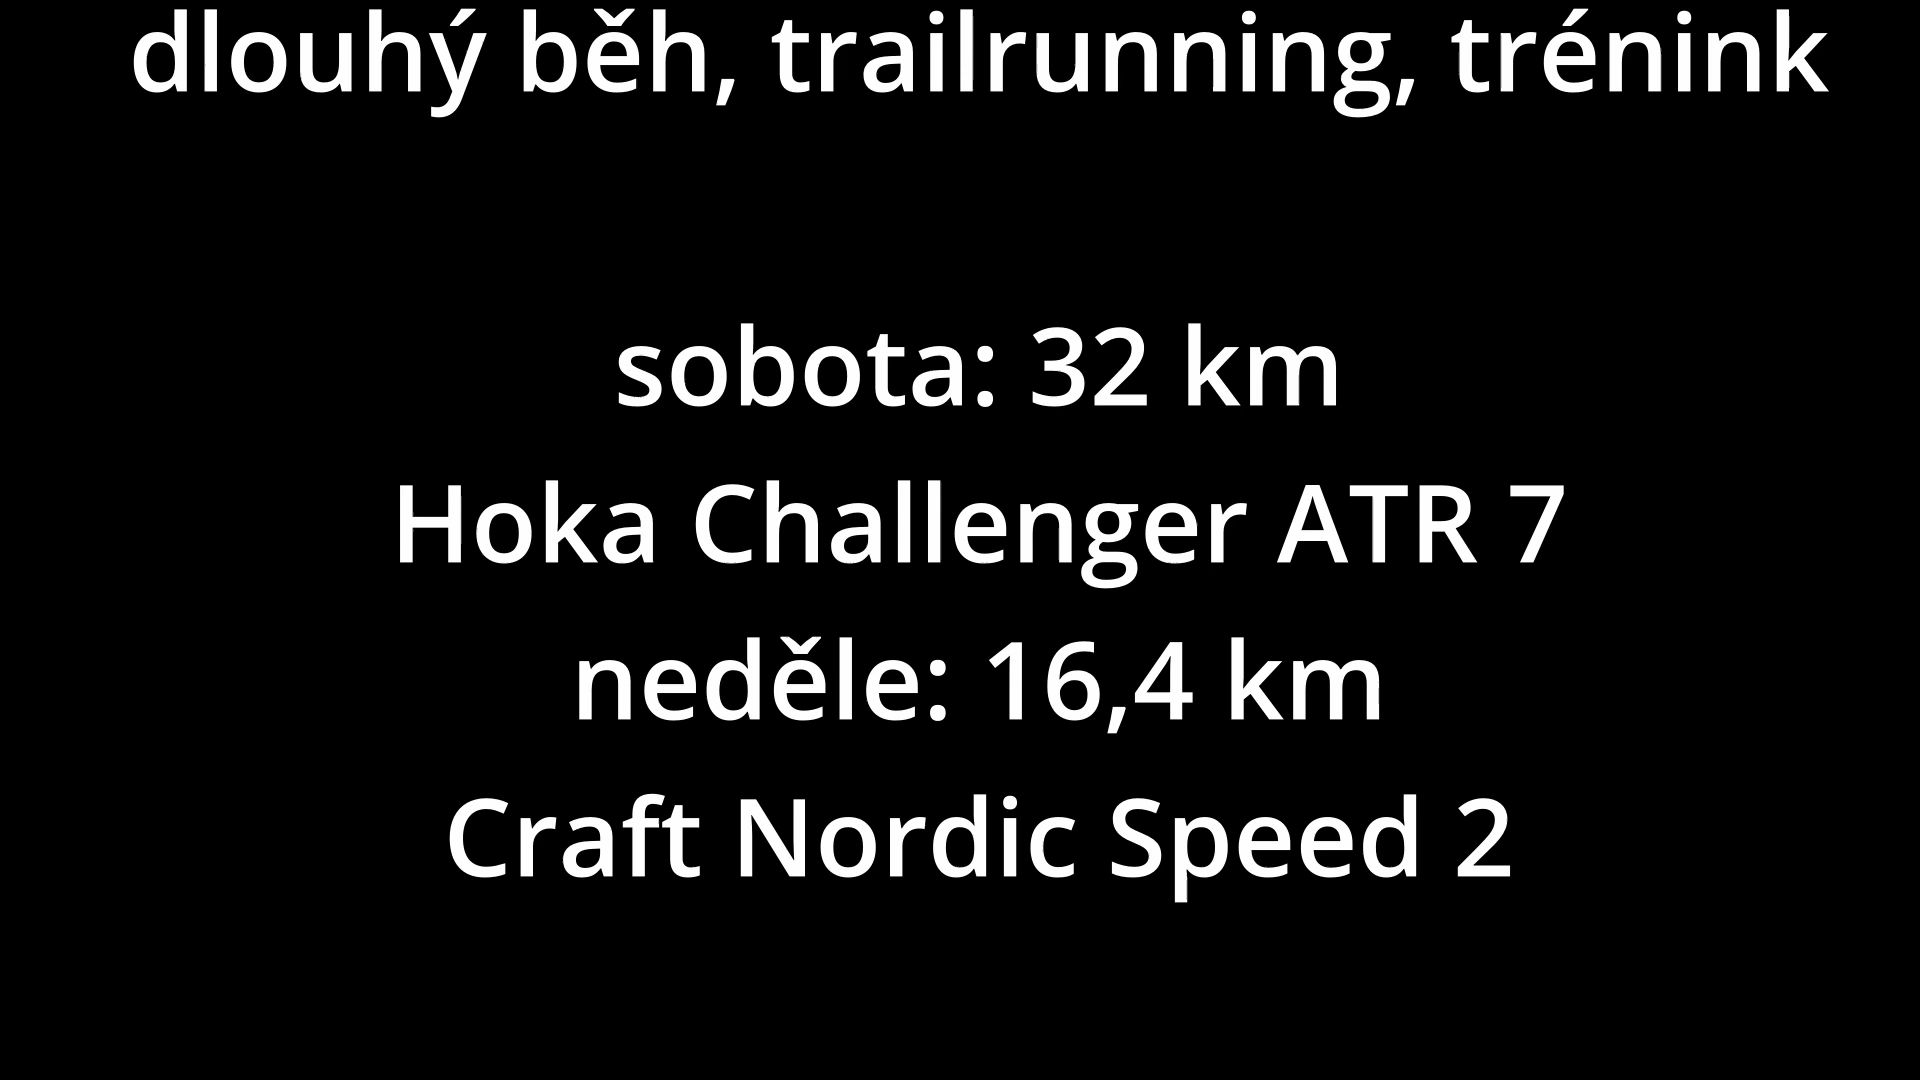 dlouhý běh, trailrunning, trénink
sobota: 32 km
Hoka Challenger ATR 7
neděle: 16,4 km
Craft Nordic Speed 2